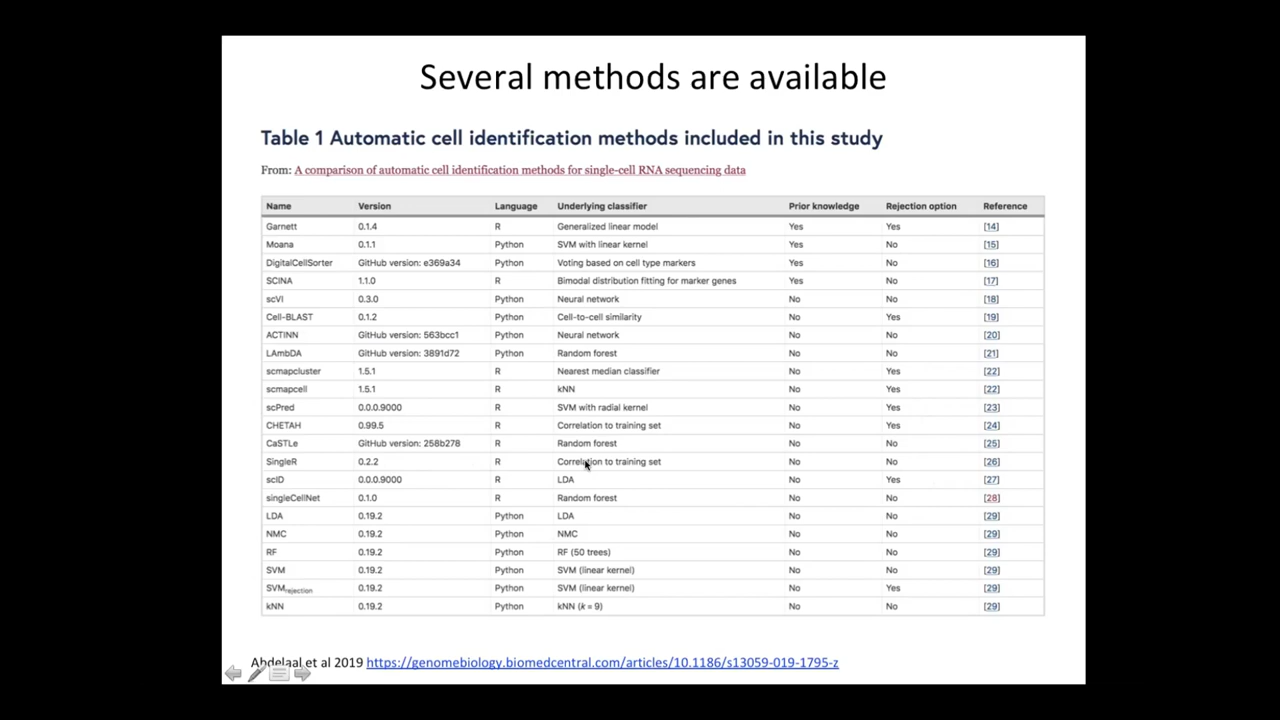 Several methods are available
Table 1 Automatic cell identification methods included in this study
From: A comparison of automatic cell identification methods for single-cell RNA sequencing data
Name Version Language Underlying classifier Prior knowledge Rejection option Reference
Garnett 0.1.4 R Generalized linear model Yes Yes [14]
Moana 0.1.1 Python SVM with linear kernel Yes No [15]
DigitalCellSorter GitHub version: e369a34 Python Voting based on cell type markers Yes No [16]
SCINA 1.1.0 R Bimodal distribution fitting for marker genes Yes No [17]
scVI 0.3.0 Python Neural network No No [18]
Cell-BLAST 0.1.2 Python Cell-to-cell similarity No Yes [19]
ACTINN GitHub version: 563bcc1 Python Neural network No No [20]
LAmbDA GitHub version: 3891d72 Python Random forest No No [21]
scmapcluster 1.5.1 R Nearest median classifier No Yes [22]
scmapcell 1.5.1 R kNN No Yes [22]
scPred 0.0.0.9000 R SVM with radial kernel No Yes [23]
CHETAH 0.99.5 R Correlation to training set No Yes [24]
CaSTLe GitHub version: 258b278 R Random forest No No [25]
SingleR 0.2.2 R Correlation to training set No No [26]
scID 0.0.0.9000 R LDA No Yes [27]
singleCellNet 0.1.0 R Random forest No No [28]
LDA 0.19.2 Python LDA No No [29]
NMC 0.19.2 Python NMC No No [29]
RF 0.19.2 Python RF (50 trees) No No [29]
SVM 0.19.2 Python SVM (linear kernel) No No [29]
SVMrejection 0.19.2 Python SVM (linear kernel) No Yes [29]
kNN 0.19.2 Python kNN (k = 9) No No [29]
Abdelaal et al 2019 https://genomebiology.biomedcentral.com/articles/10.1186/s13059-019-1795-z